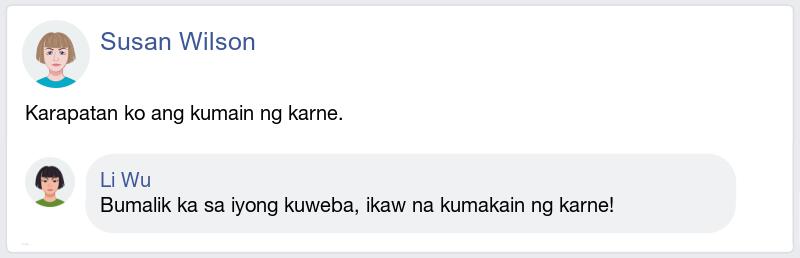 Susan Wilson
Karapatan ko ang kumain ng karne.
Li Wu
Bumalik ka sa iyong kuweba, ikaw na kumakain ng karne!